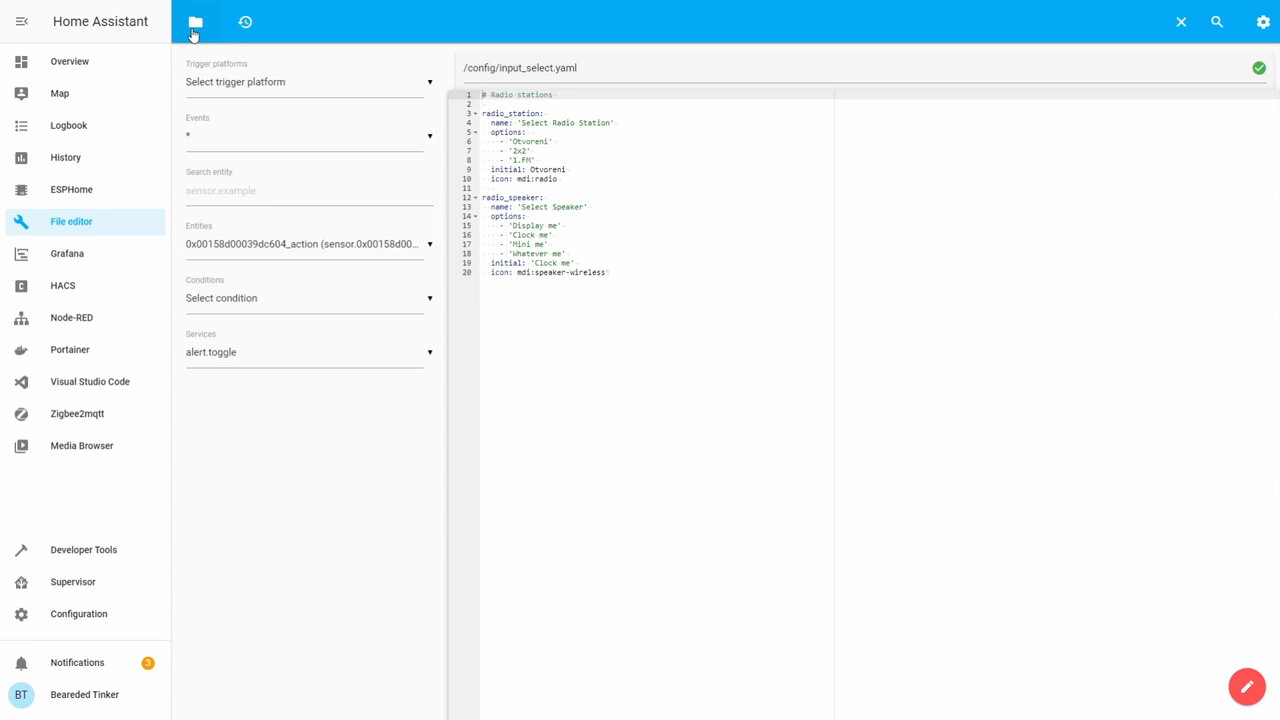 Home Assistant
Overview
Map
Logbook
History
ESPHome
File editor
Grafana
HACS
Node-RED
Portainer
Visual Studio Code
Zigbee2mqtt
Media Browser
Developer Tools
Supervisor
Configuration
Notifications
3
BT
Beareded Tinker
Trigger platforms
Select trigger platform
Events
*
Search entity
sensor.example
Entities
0x00158d00039dc604_action (sensor.0x00158d00...
Conditions
Select condition
Services
alert.toggle
/config/input_select.yaml
1 # Radio stations
2
3 radio_station:
4 name: 'Select Radio Station'
5 options:
6 - 'Otvoreni'
7 - '2x2'
8 - '1.FM'
9 initial: Otvoreni
10 icon: mdi:radio
11
12 radio_speaker:
13 name: 'Select Speaker'
14 options:
15 - 'Display me'
16 - 'Clock me'
17 - 'Mini me'
18 - 'Whatever me'
19 initial: 'Clock me'
20 icon: mdi:speaker-wireless